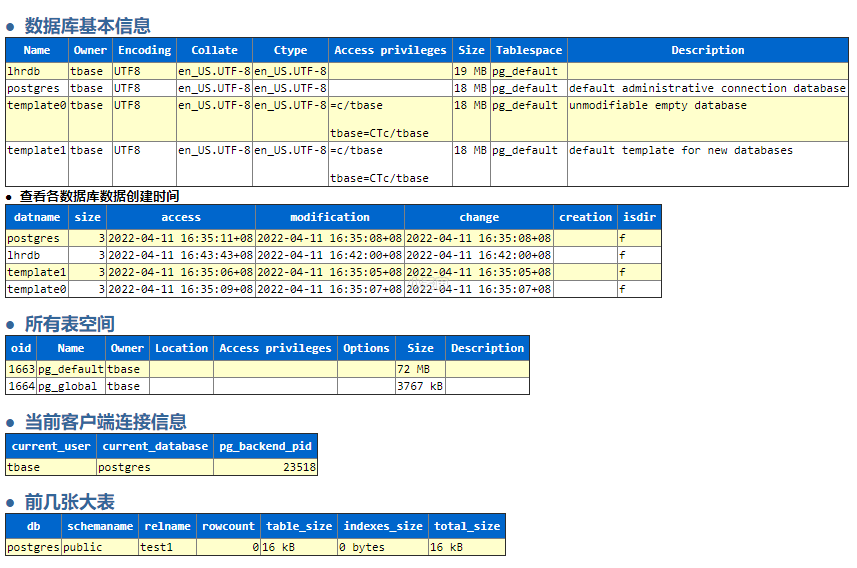 ● 数据库基本信息
Name Owner Encoding Collate Ctype Access privileges Size Tablespace Description
lhrdb tbase UTF8 en_US.UTF-8 en_US.UTF-8 19 MB pg_default
postgres tbase UTF8 en_US.UTF-8 en_US.UTF-8 18 MB pg_default default administrative connection database
template0 tbase UTF8 en_US.UTF-8 en_US.UTF-8 =c/tbase 18 MB pg_default unmodifiable empty database
tbase=CTc/tbase
template1 tbase UTF8 en_US.UTF-8 en_US.UTF-8 =c/tbase 18 MB pg_default default template for new databases
tbase=CTc/tbase
● 查看各数据库数据创建时间
datname size access modification change creation isdir
postgres 3 2022-04-11 16:35:11+08 2022-04-11 16:35:08+08 2022-04-11 16:35:08+08 f
lhrdb 3 2022-04-11 16:43:43+08 2022-04-11 16:42:00+08 2022-04-11 16:42:00+08 f
template1 3 2022-04-11 16:35:06+08 2022-04-11 16:35:05+08 2022-04-11 16:35:05+08 f
template0 3 2022-04-11 16:35:09+08 2022-04-11 16:35:07+08 2022-04-11 16:35:07+08 f
● 所有表空间
oid Name Owner Location Access privileges Options Size Description
1663 pg_default tbase 72 MB
1664 pg_global tbase 3767 kB
● 当前客户端连接信息
current_user current_database pg_backend_pid
tbase postgres 23518
● 前几张大表
db schemaname relname rowcount table_size indexes_size total_size
postgres public test1 0 16 kB 0 bytes 16 kB